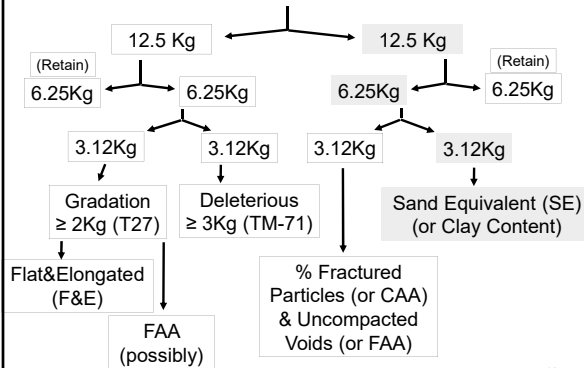 12.5 Kg
12.5 Kg
(Retain)
6.25Kg
6.25Kg
6.25Kg
(Retain)
6.25Kg
3.12Kg
3.12Kg
3.12Kg
3.12Kg
Gradation
≥ 2Kg (T27)
Deleterious
≥ 3Kg (TM-71)
Sand Equivalent (SE)
(or Clay Content)
Flat&Elongated
(F&E)
FAA
(possibly)
% Fractured
Particles (or CAA)
& Uncompacted
Voids (or FAA)